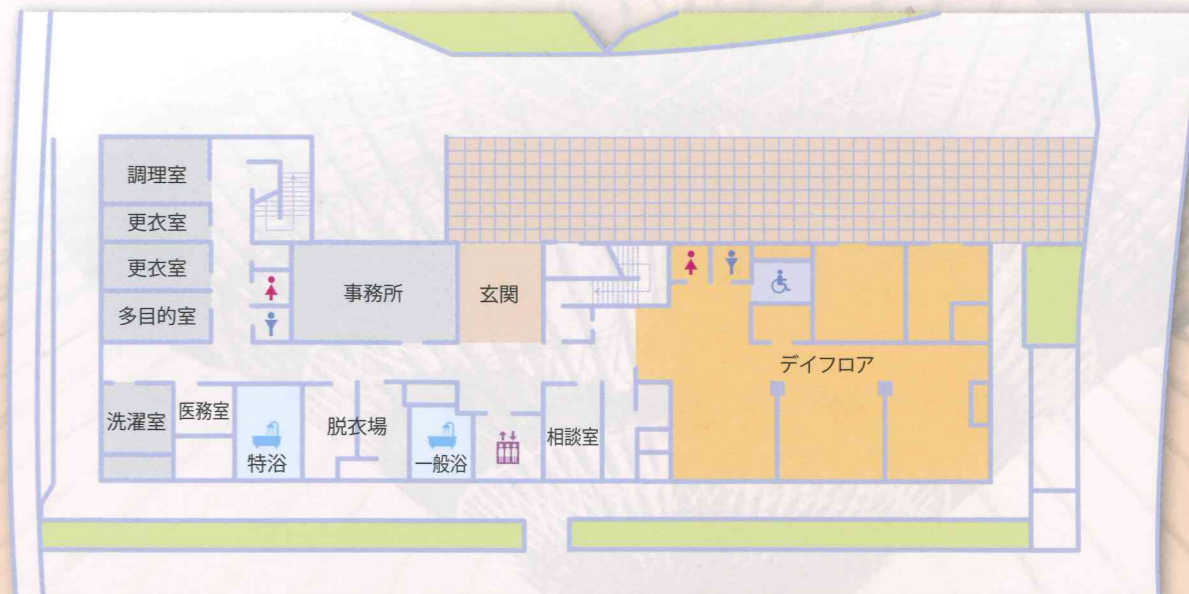 調理室
更衣室
更衣室
多目的室
事務所
玄関
デイフロア
洗濯室
医務室
特浴
脱衣場
一般浴
相談室